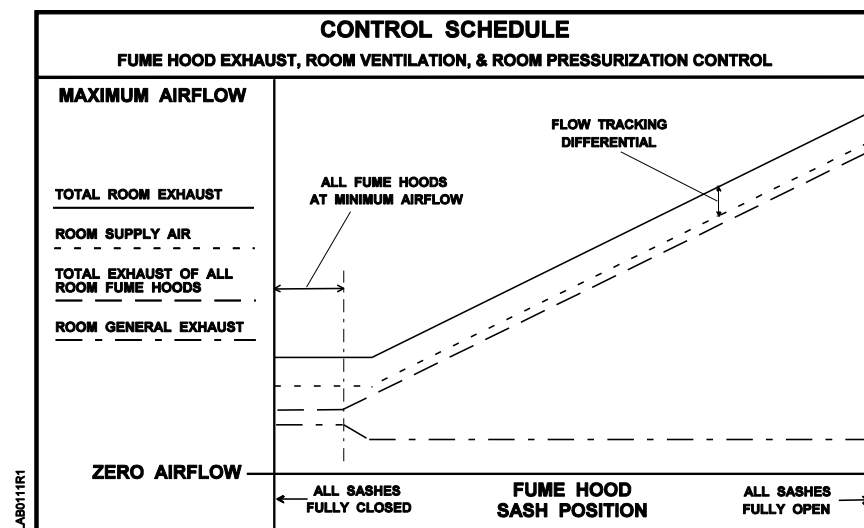 CONTROL SCHEDULE
FUME HOOD EXHAUST, ROOM VENTILATION, & ROOM PRESSURIZATION CONTROL
MAXIMUM AIRFLOW
FLOW TRACKING
DIFFERENTIAL
ALL FUME HOODS
AT MINIMUM AIRFLOW
TOTAL ROOM EXHAUST
ROOM SUPPLY AIR
TOTAL EXHAUST OF ALL
ROOM FUME HOODS
ROOM GENERAL EXHAUST
ZERO AIRFLOW
ALL SASHES
FULLY CLOSED
FUME HOOD
SASH POSITION
ALL SASHES
FULLY OPEN
LAB0111R1